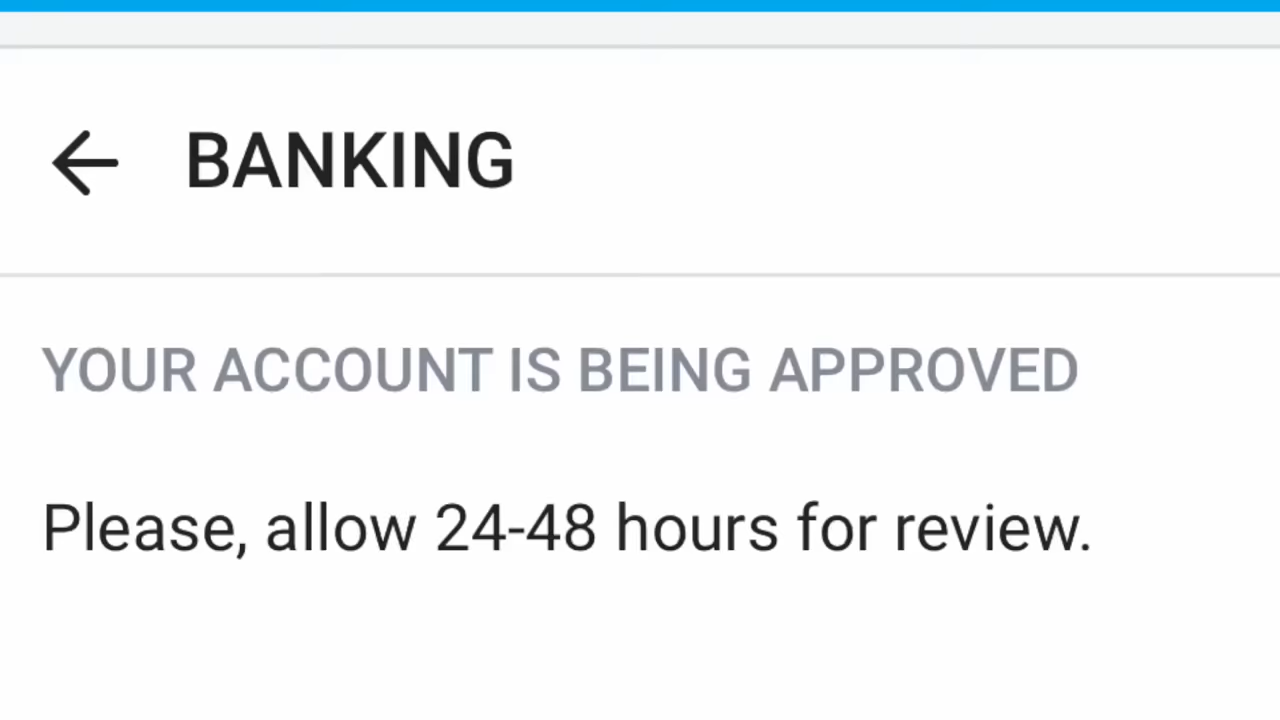 BANKING
YOUR ACCOUNT IS BEING APPROVED
Please, allow 24-48 hours for review.